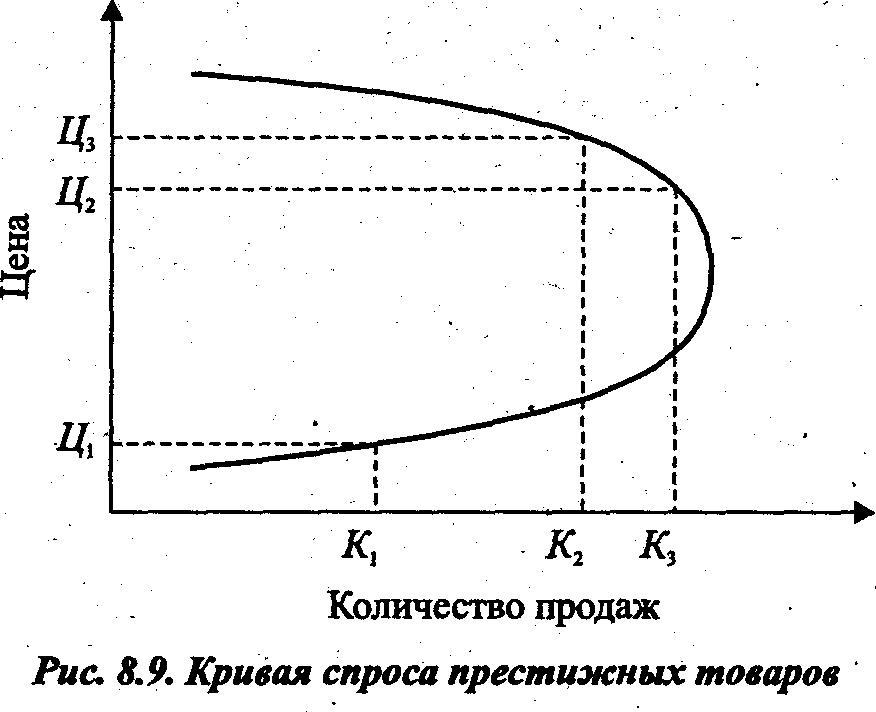 Цена
Ц₃
Ц₂
Ц₁
К₁ К₂ К₃
Количество продаж
Рис. 8.9. Кривая спроса престижных товаров